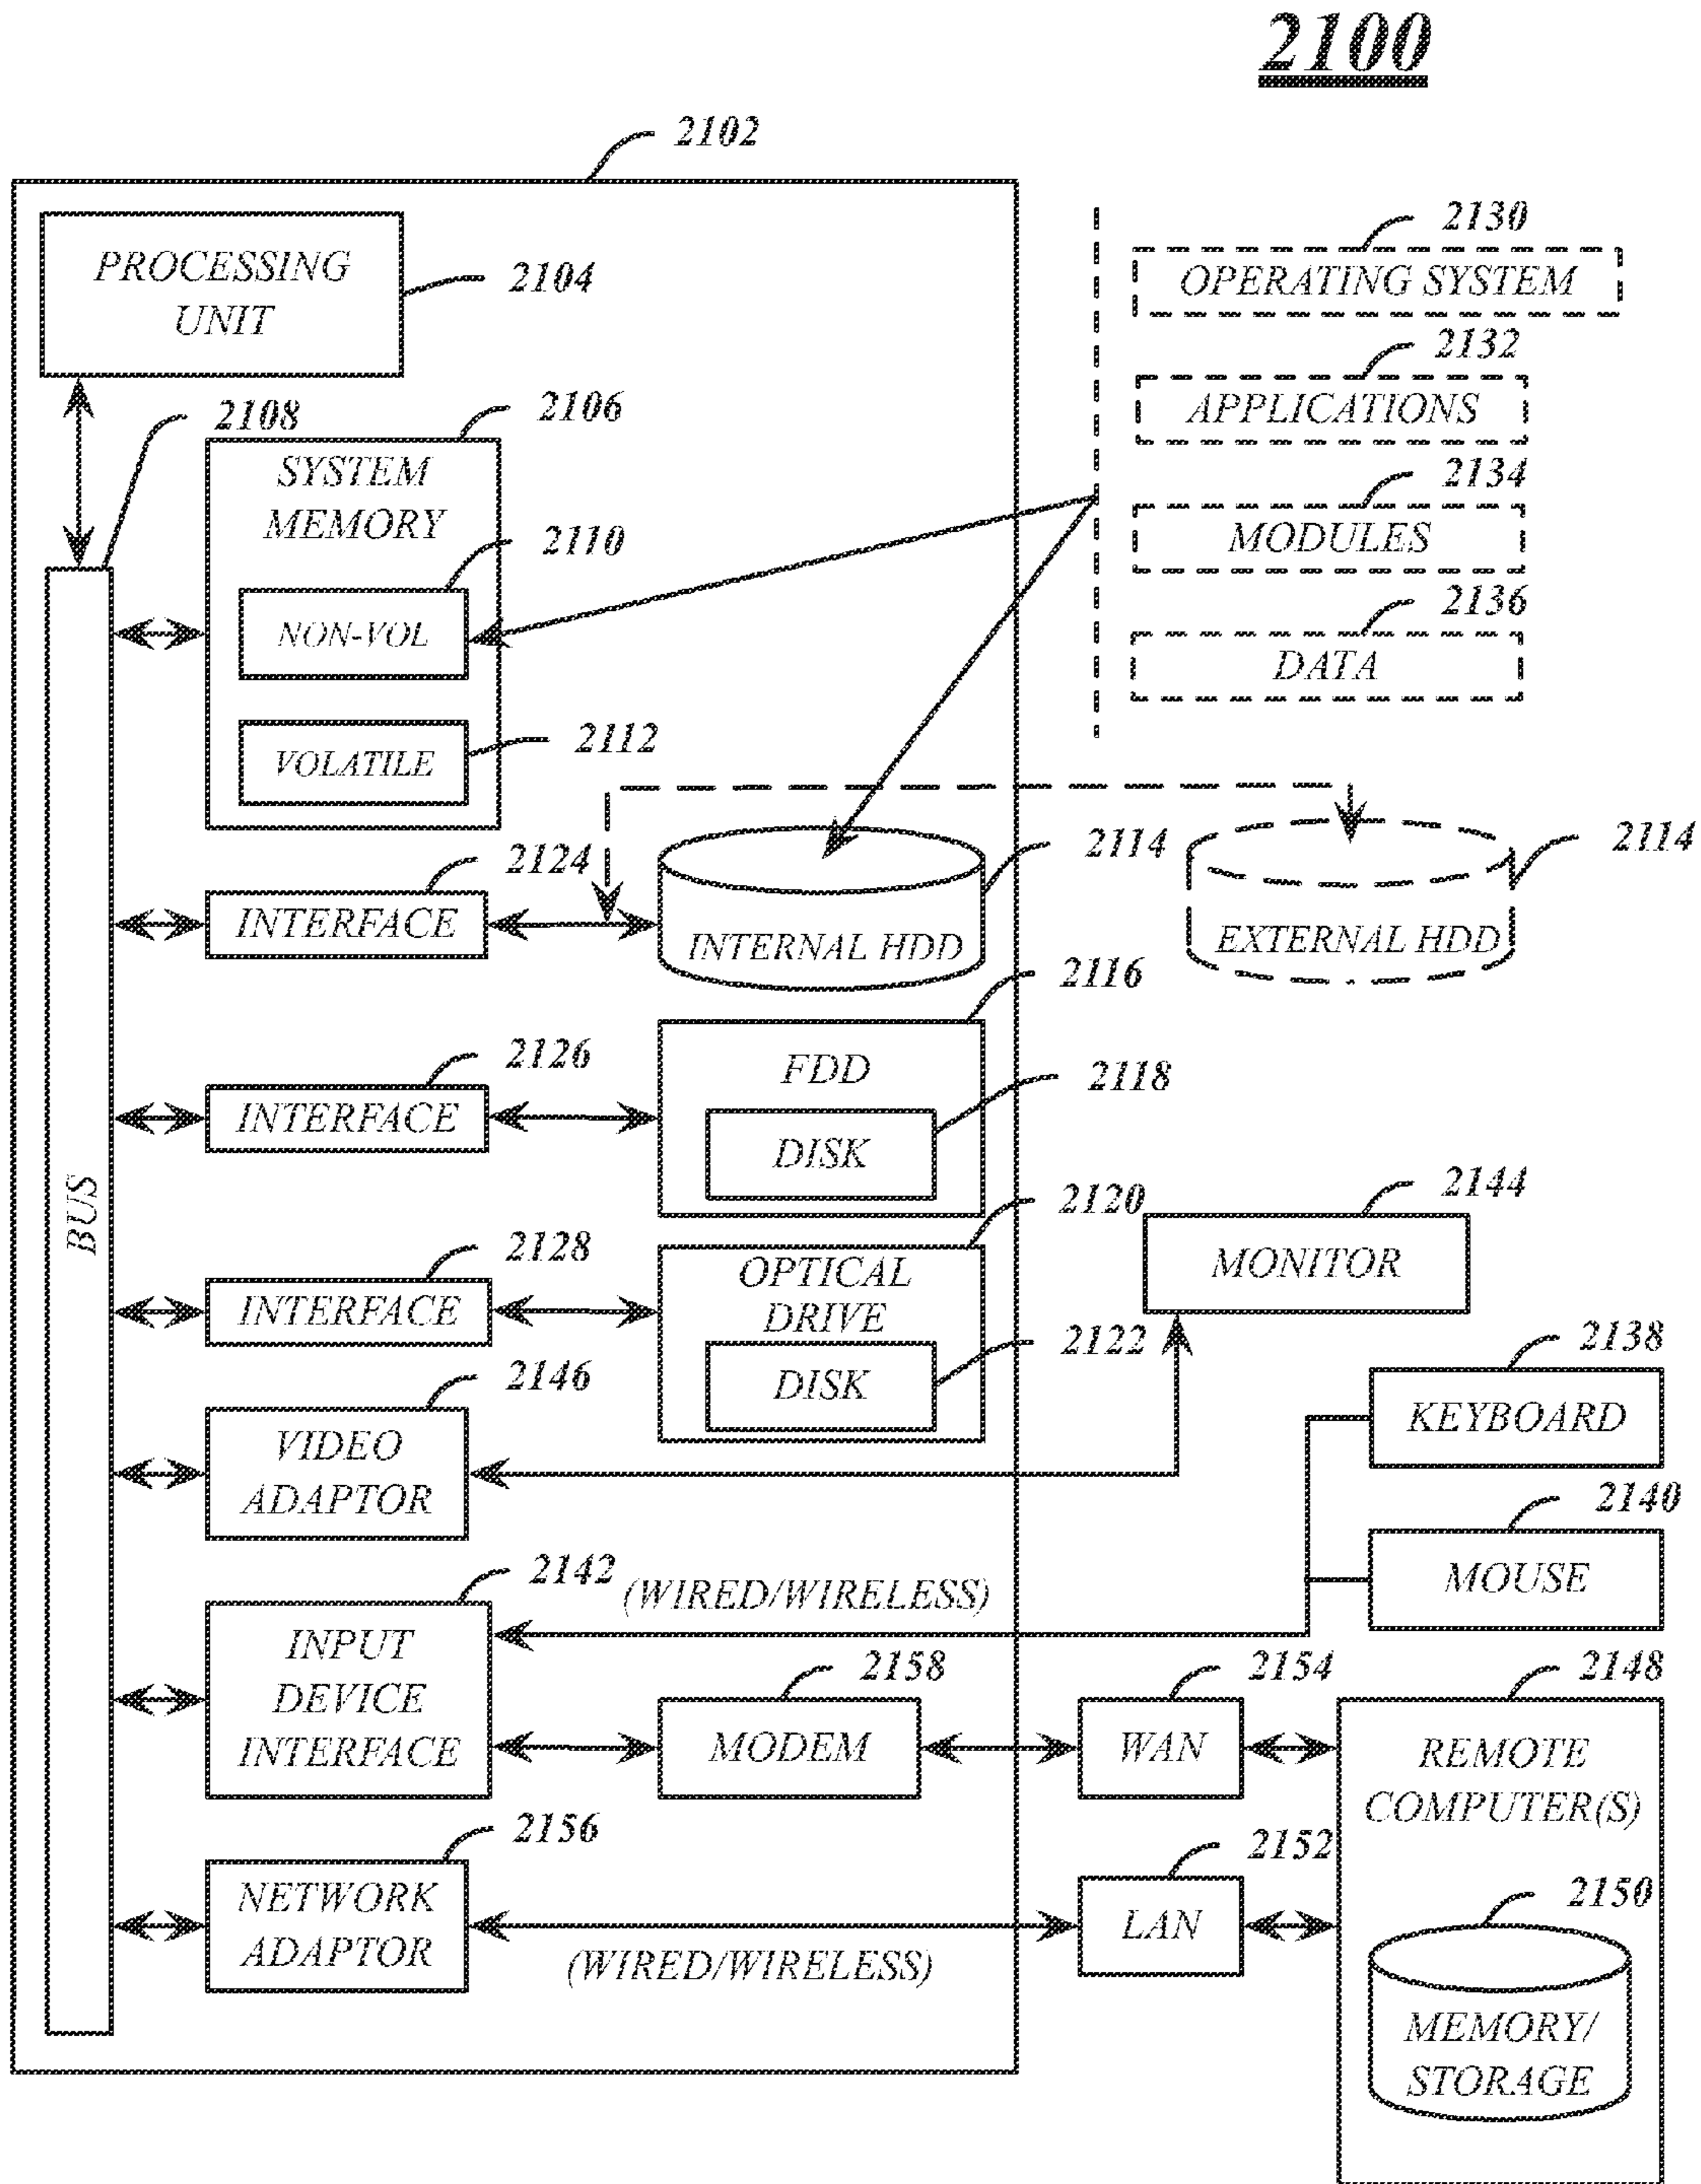 2100
2102
PROCESSING
UNIT
2104
2130
OPERATING SYSTEM
2132
APPLICATIONS
2134
MODULES
2136
DATA
2108
2106
SYSTEM
MEMORY
2110
NON-VOL
2112
VOLATILE
2124
INTERFACE
2114
INTERNAL HDD
2114
EXTERNAL HDD
2116
FDD
2126
INTERFACE
2118
DISK
BUS
2120
OPTICAL
DRIVE
2128
INTERFACE
2122
DISK
2144
MONITOR
2146
VIDEO
ADAPTOR
2138
KEYBOARD
2140
MOUSE
2142
(WIRED/WIRELESS)
INPUT
DEVICE
INTERFACE
2158
MODEM
2154
WAN
2148
REMOTE
COMPUTER(S)
2156
NETWORK
ADAPTOR
(WIRED/WIRELESS)
2152
LAN
2150
MEMORY/
STORAGE